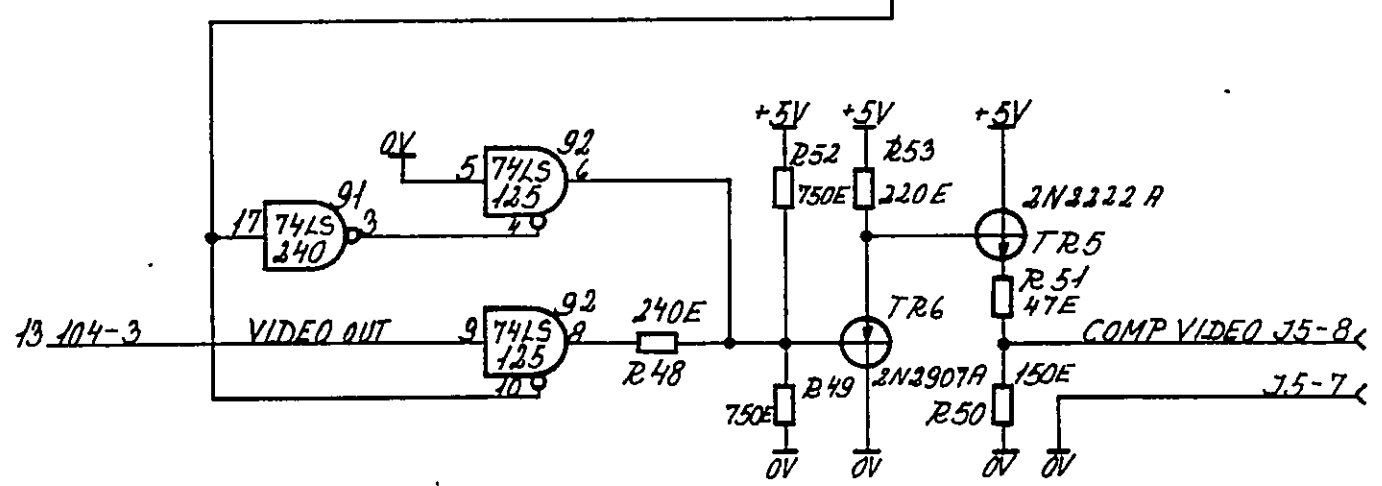 +5V +5V +5V
0V 92 R52 R53
5 74LS 6 750E 220E 2N2222A
125
4
91 TR5
17 74LS 3
240
R51
47E
92 240E TR6
13 104-3 VIDEO OUT 9 74LS 8 COMP VIDEO J5-8
125
10 R48 2N2907A 150E J5-7
750E R49 R50
0V 0V 0V 0V